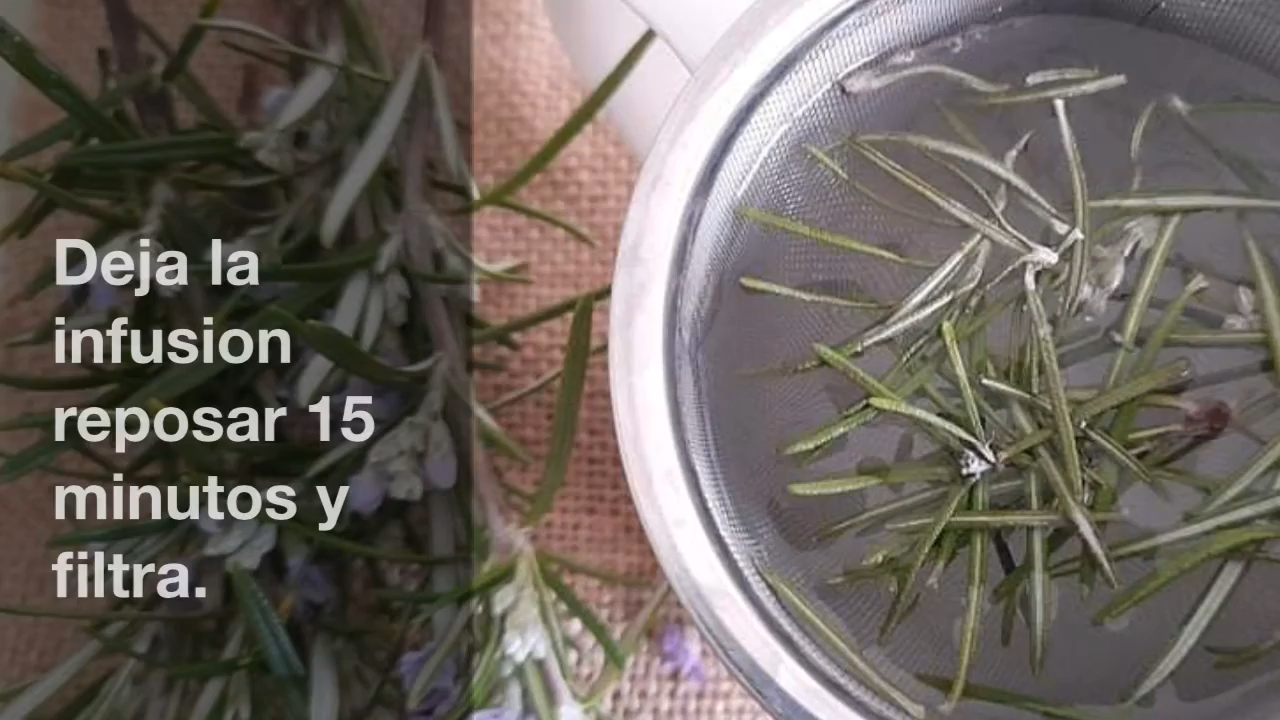 Deja la
infusion
reposar 15
minutos y
filtra.